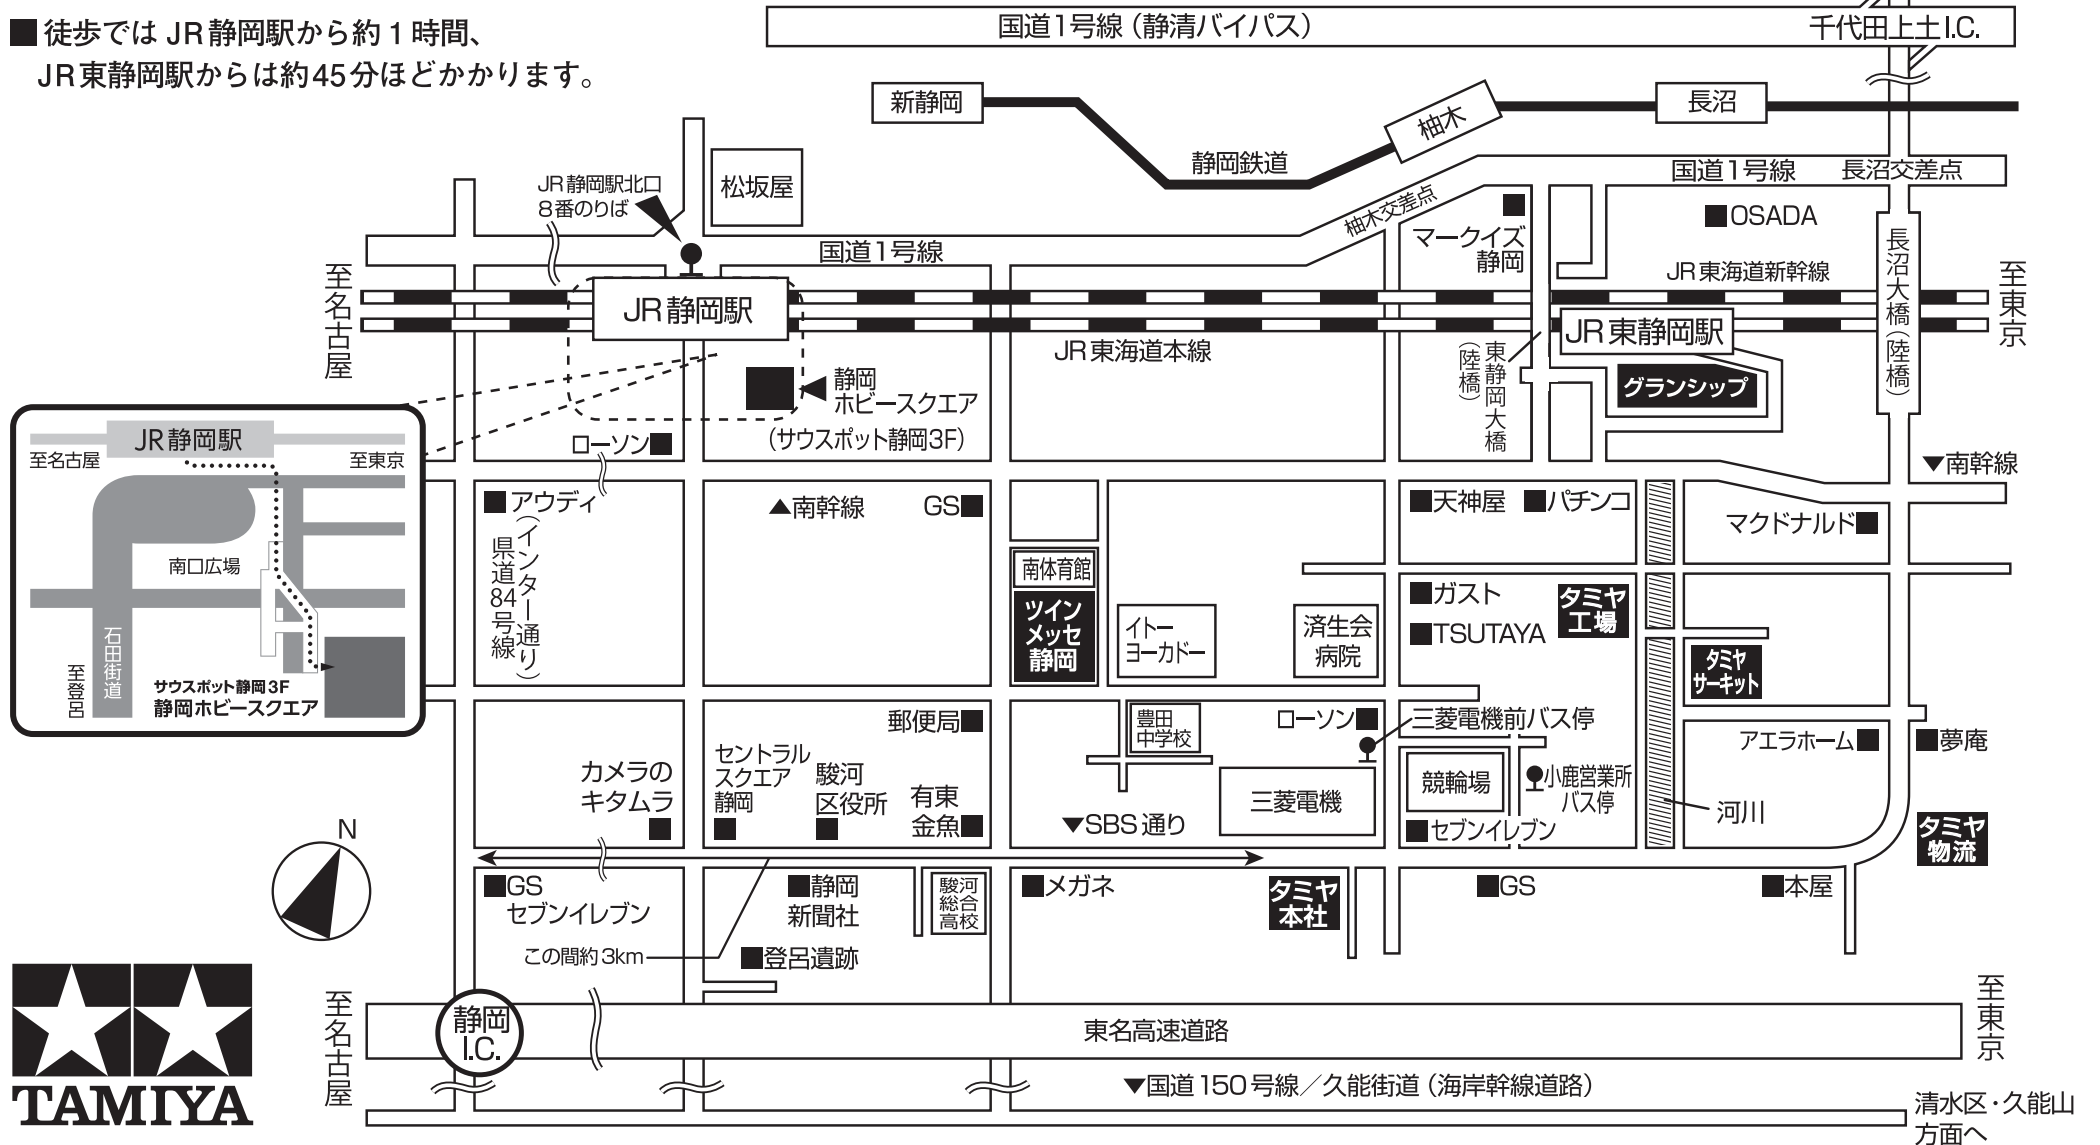 ■徒歩では JR静岡駅から約1時間、
JR東静岡駅からは約45分ほどかかります。
国道1号線（静清バイパス）
千代田上土I.C.
新静岡
静岡鉄道
柚木
長沼
国道1号線
長沼交差点
柚木交差点
JR静岡駅北口
8番のりば
松坂屋
国道1号線
マークイズ
静岡
■OSADA
JR東海道新幹線
長沼大橋（陸橋）
至名古屋
至東京
JR静岡駅
JR東海道本線
JR東静岡駅
東静岡大橋
（陸橋）
グランシップ
静岡
ホビースクエア
（サウスポット静岡3F）
ローソン■
▼南幹線
JR静岡駅
至名古屋
至東京
南口広場
石田街道
至登呂
サウスポット静岡3F
静岡ホビースクエア
■アウディ
（インター通り）
県道84号線
▲南幹線
GS■
■天神屋
■パチンコ
マクドナルド■
南体育館
ツイン
メッセ
静岡
イトー
ヨーカドー
済生会
病院
■ガスト
■TSUTAYA
タミヤ
工場
タミヤ
サーキット
郵便局■
豊田
中学校
ローソン■
三菱電機前バス停
アエラホーム■
■夢庵
カメラの
キタムラ
セントラル
スクエア
静岡
駿河
区役所
有東
金魚■
▼SBS通り
三菱電機
競輪場
小鹿営業所
バス停
■セブンイレブン
河川
タミヤ
物流
N
■GS
セブンイレブン
■静岡
新聞社
駿河
総合
高校
■メガネ
タミヤ
本社
■GS
■本屋
この間約3km
■登呂遺跡
至名古屋
静岡
I.C.
東名高速道路
至東京
▼国道150号線／久能街道（海岸幹線道路）
清水区・久能山
方面へ
TAMIYA